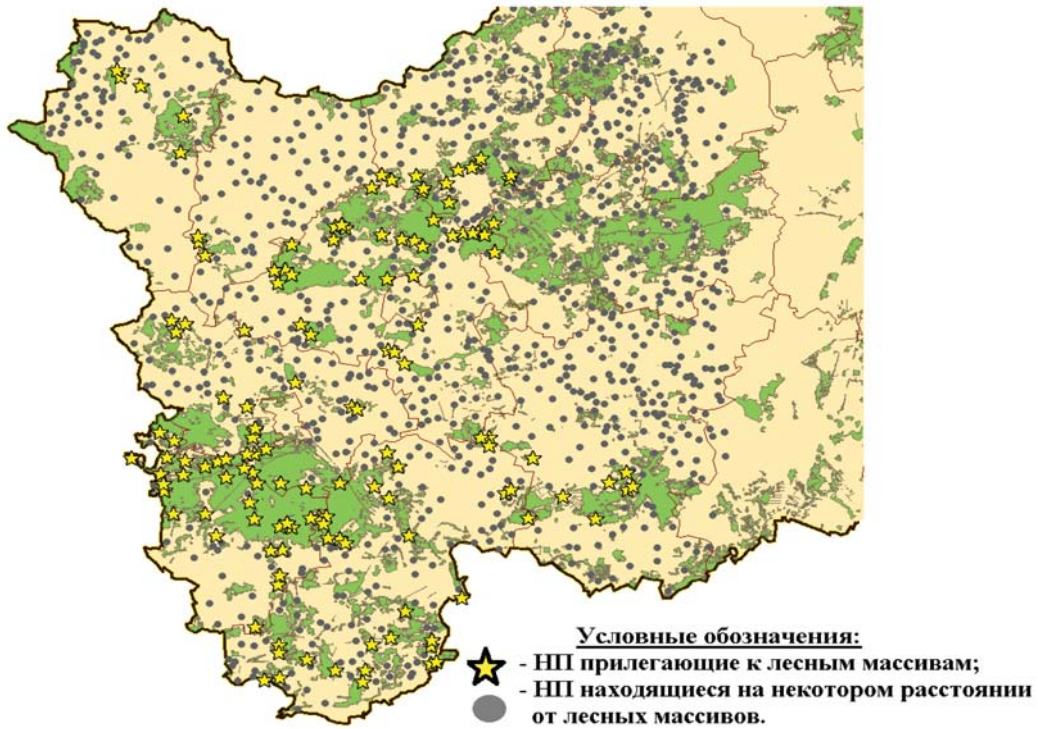 Условные обозначения:
- НП прилегающие к лесным массивам;
- НП находящиеся на некотором расстоянии
от лесных массивов.